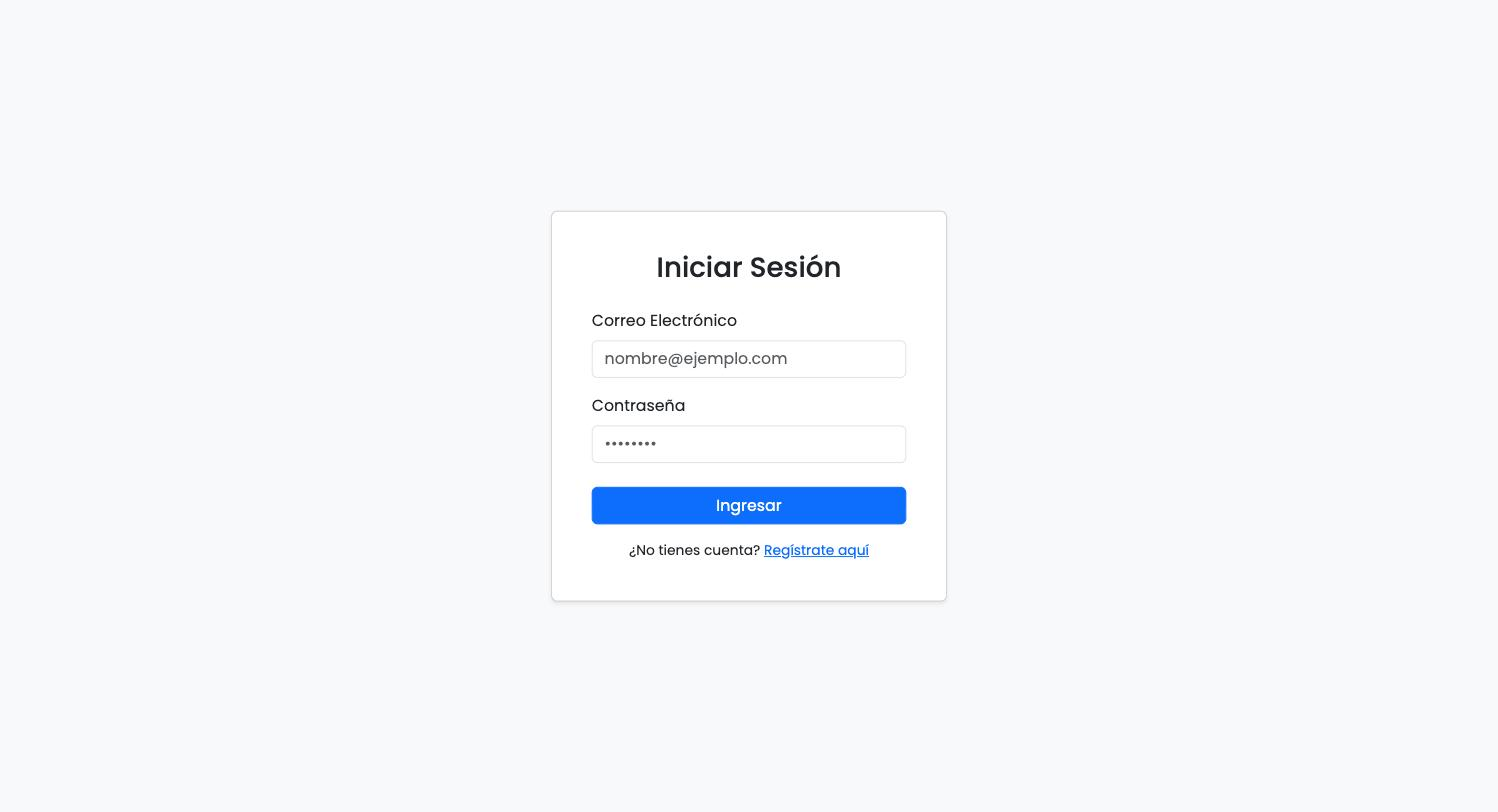 Iniciar Sesión
Correo Electrónico
nombre@ejemplo.com
Contraseña
••••••••
Ingresar
¿No tienes cuenta? Regístrate aquí